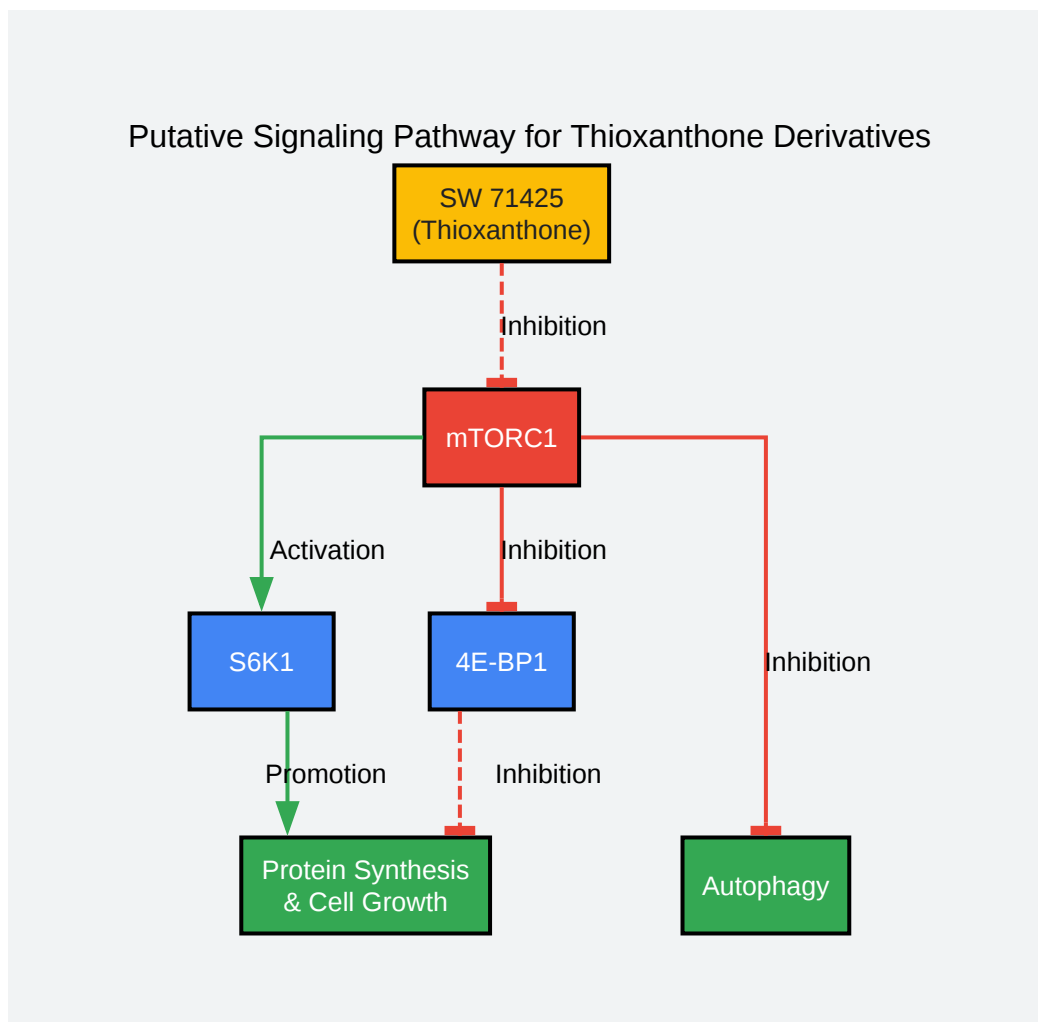 Putative Signaling Pathway for Thioxanthone Derivatives
SW 71425
(Thioxanthone)
Inhibition
mTORC1
Activation
Inhibition
Inhibition
S6K1
4E-BP1
Promotion
Inhibition
Protein Synthesis
& Cell Growth
Autophagy